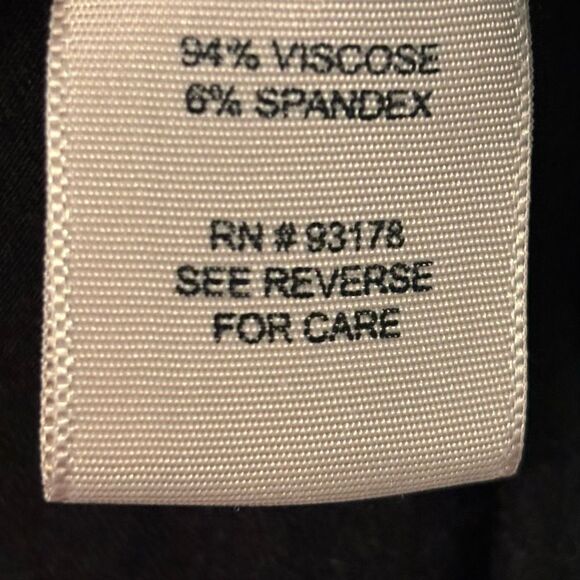 94% VISCOSE
6% SPANDEX
RN # 93178
SEE REVERSE
FOR CARE